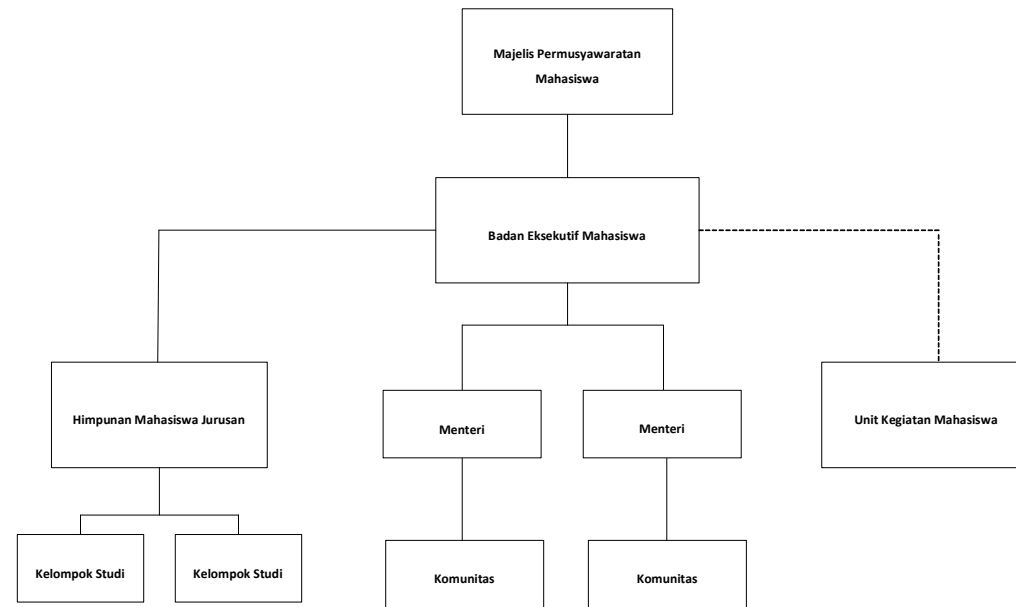 Majelis Permusyawaratan
Mahasiswa
Badan Eksekutif Mahasiswa
Himpunan Mahasiswa Jurusan
Menteri
Menteri
Unit Kegiatan Mahasiswa
Kelompok Studi
Kelompok Studi
Komunitas
Komunitas